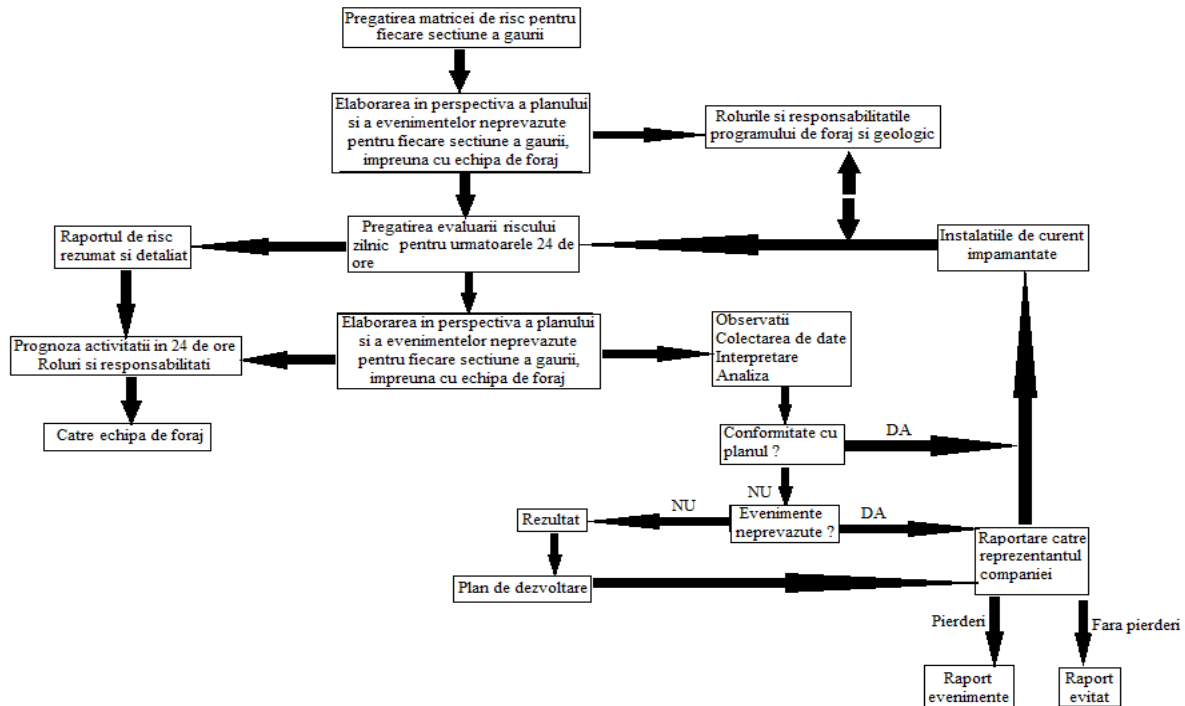 Pregatirea matricei de risc pentru
fiecare sectiune a gaurii
Elaborarea in perspectiva a planului
si a evenimentelor neprevazute
pentru fiecare sectiune a gaurii,
impreuna cu echipa de foraj
Rolurile si responsabilitatile
programului de foraj si geologic
Pregatirea evaluarii riscului
zilnic pentru urmatoarele 24 de
ore
Raportul de risc
rezumat si detaliat
Instalatiile de curent
impamantate
Elaborarea in perspectiva a planului
si a evenimentelor neprevazute
pentru fiecare sectiune a gaurii,
impreuna cu echipa de foraj
Observatii
Colectarea de date
Interpretare
Analiza
Prognoza activitatii in 24 de ore
Roluri si responsabilitati
Catre echipa de foraj
Conformitate cu
planul ?
DA
NU
Evenimente
neprevazute ?
NU
DA
Rezultat
Raportare catre
reprezentantul
companiei
Plan de dezvoltare
Pierderi
Fara pierderi
Raport
evenimente
Raport
evitat